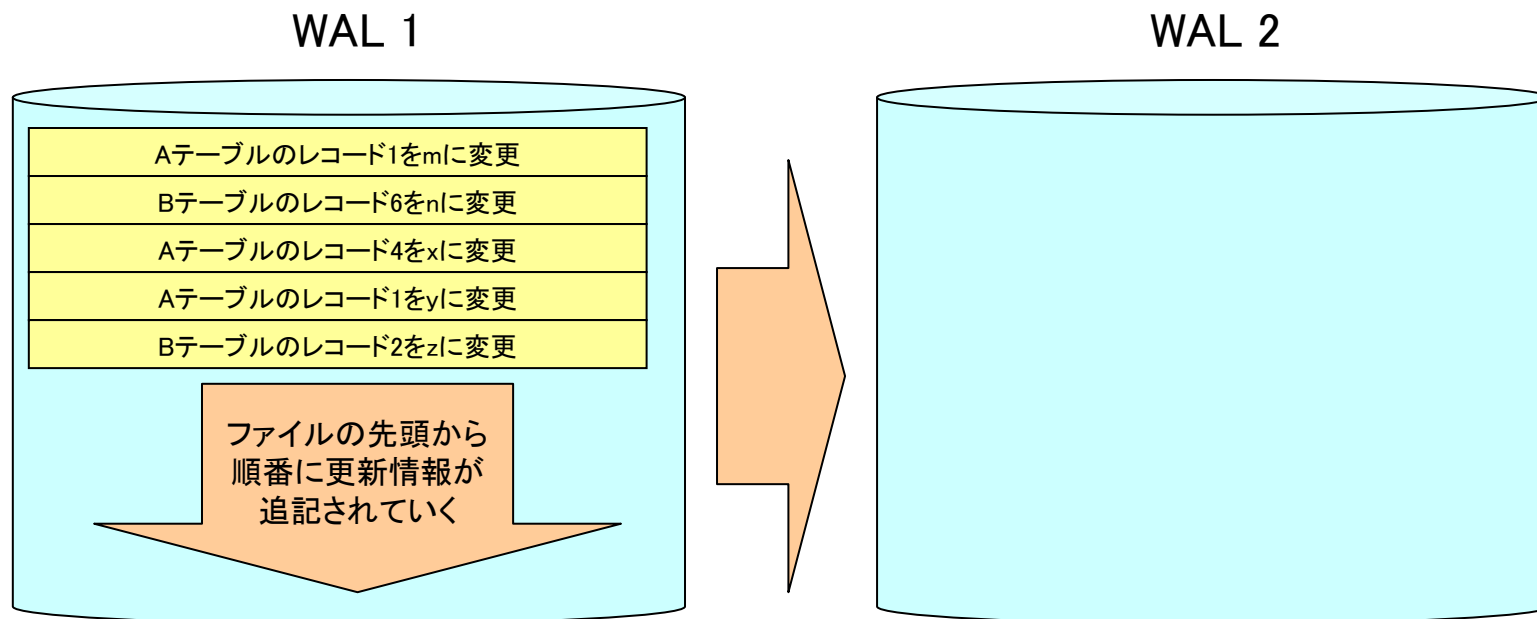 WAL 1
WAL 2
Aテーブルのレコード1をmに変更
Bテーブルのレコード6をnに変更
Aテーブルのレコード4をxに変更
Aテーブルのレコード1をyに変更
Bテーブルのレコード2をzに変更
ファイルの先頭から
順番に更新情報が
追記されていく